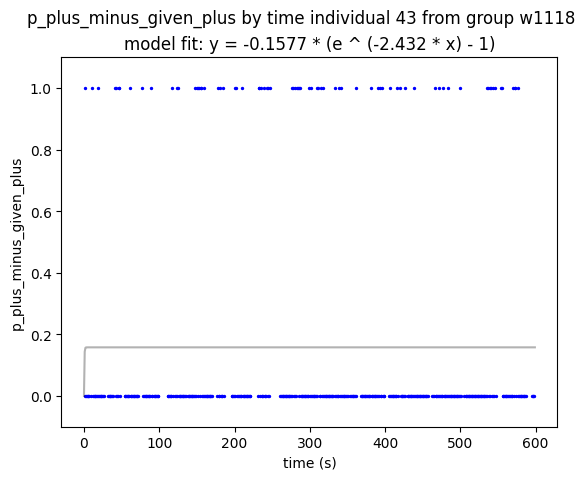 p_plus_minus_given_plus by time individual 43 from group w1118
model fit: y = -0.1577 * (e ^ (-2.432 * x) - 1)
1.0
0.8
0.6
0.4
0.2
0.0
p_plus_minus_given_plus
0 100 200 300 400 500 600
time (s)